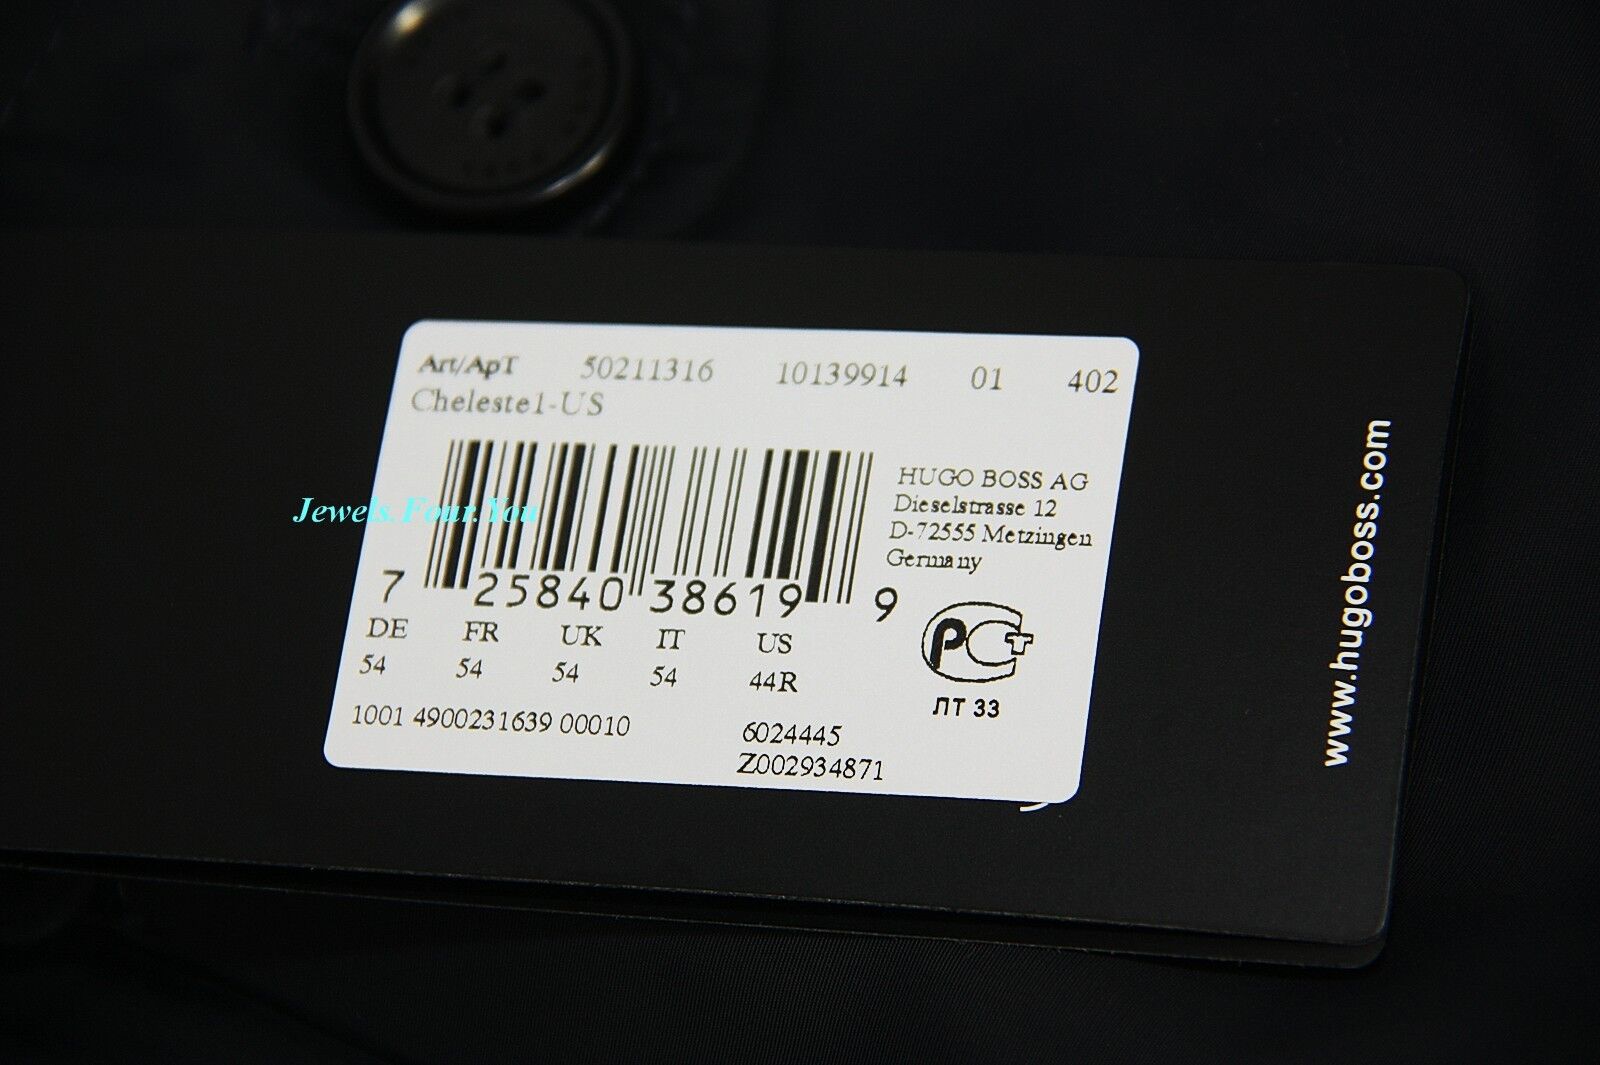 Art/ApT 50211316 10139914 01 402
Cheleste1-US
HUGO BOSS AG
Dieselstrasse 12
D-72555 Metzingen
Germany
Jewels.Four.You
7 25840 38619 9
DE FR UK IT US
54 54 54 54 44R
PCT
ЛТ 33
1001 4900231639 00010
6024445
Z002934871
www.hugoboss.com